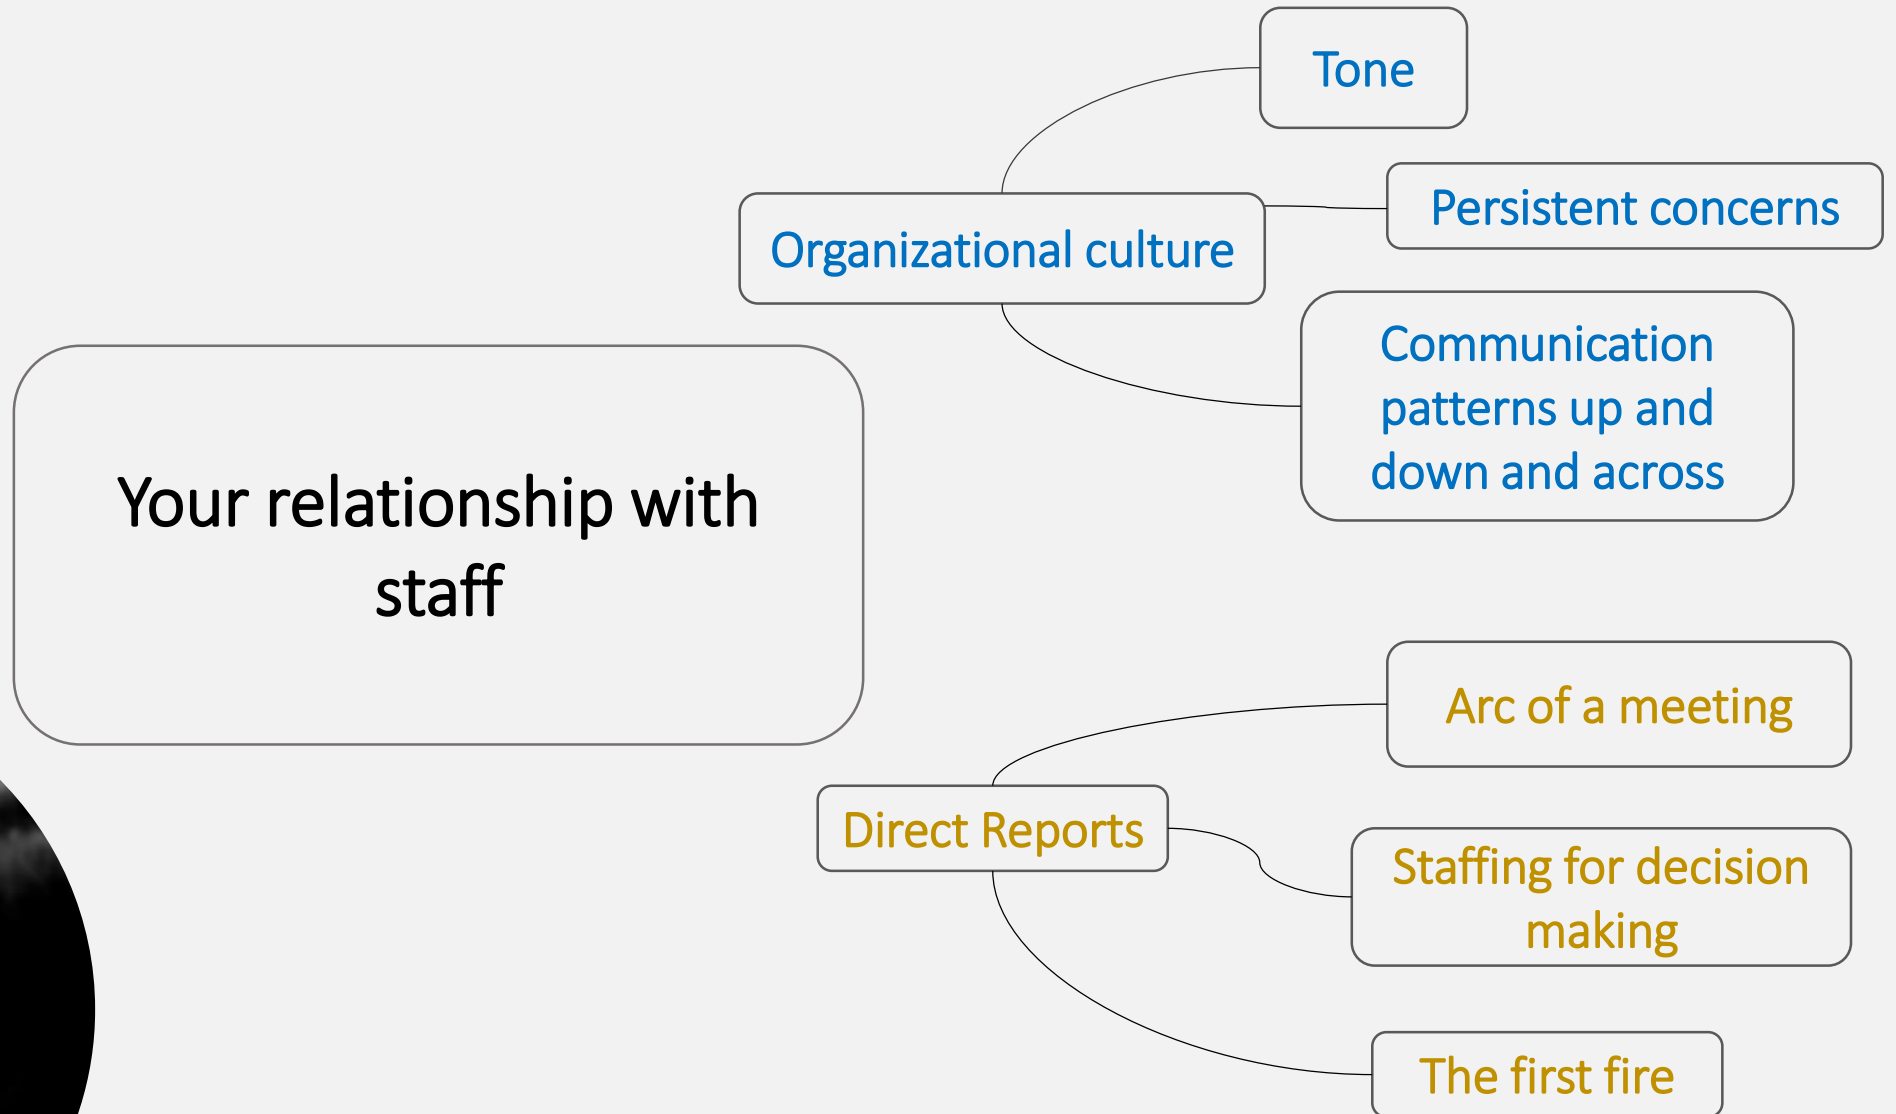 Your relationship with
staff
Organizational culture
Tone
Persistent concerns
Communication
patterns up and
down and across
Direct Reports
Arc of a meeting
Staffing for decision
making
The first fire